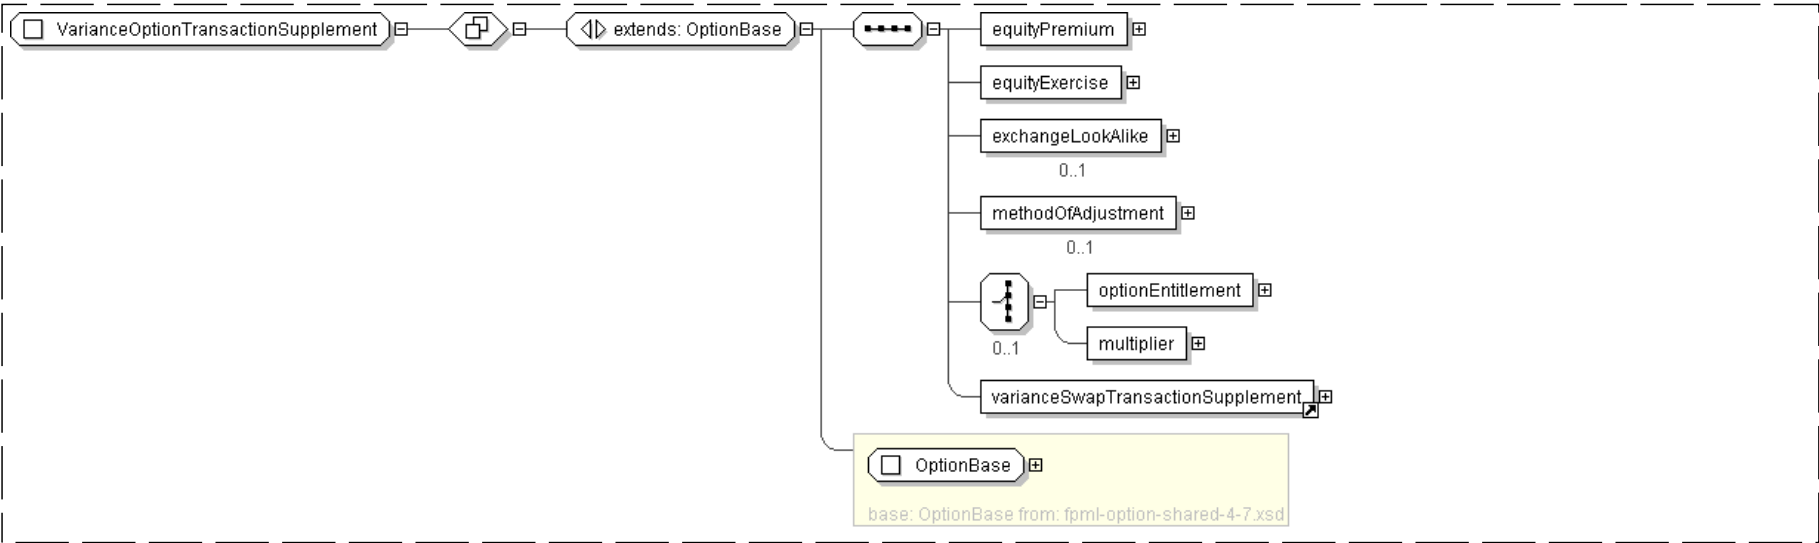 VarianceOptionTransactionSupplement
extends: OptionBase
equityPremium
equityExercise
exchangeLookAlike
0..1
methodOfAdjustment
0..1
optionEntitlement
multiplier
0..1
varianceSwapTransactionSupplement
OptionBase
base: OptionBase from: fpml-option-shared-4-7.xsd